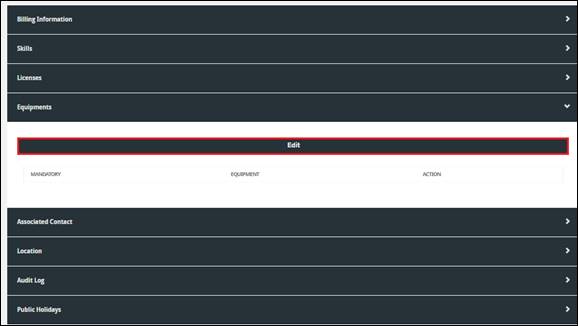 Billing Information
Skills
Licenses
Equipments
Edit
MANDATORY EQUIPMENT ACTION
Associated Contact
Location
Audit Log
Public Holidays